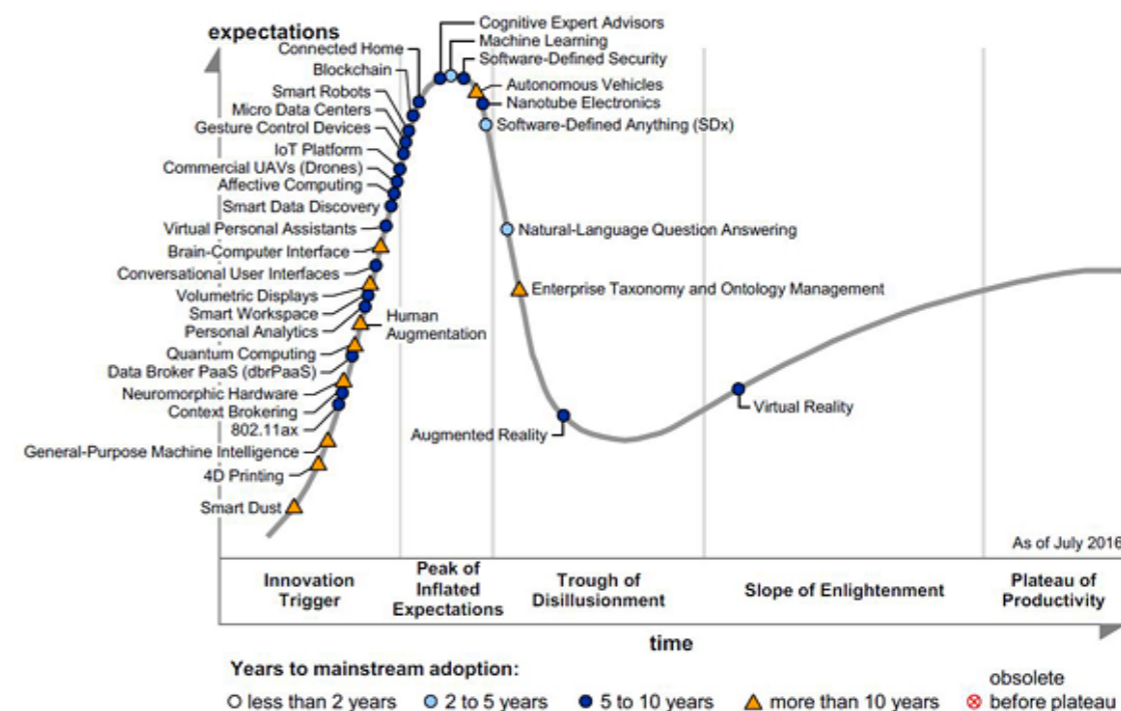 expectations
Cognitive Expert Advisors
Machine Learning
Software-Defined Security
Autonomous Vehicles
Nanotube Electronics
Software-Defined Anything (SDx)
Connected Home
Blockchain
Smart Robots
Micro Data Centers
Gesture Control Devices
IoT Platform
Commercial UAVs (Drones)
Affective Computing
Smart Data Discovery
Virtual Personal Assistants
Brain-Computer Interface
Conversational User Interfaces
Volumetric Displays
Smart Workspace
Personal Analytics
Human
Augmentation
Quantum Computing
Data Broker PaaS (dbrPaaS)
Neuromorphic Hardware
Context Brokering
802.11ax
General-Purpose Machine Intelligence
4D Printing
Smart Dust
Natural-Language Question Answering
Enterprise Taxonomy and Ontology Management
Augmented Reality
Virtual Reality
As of July 2016
Innovation
Trigger
Peak of
Inflated
Expectations
Trough of
Disillusionment
Slope of Enlightenment
Plateau of
Productivity
time
Years to mainstream adoption:
less than 2 years
2 to 5 years
5 to 10 years
more than 10 years
obsolete
before plateau